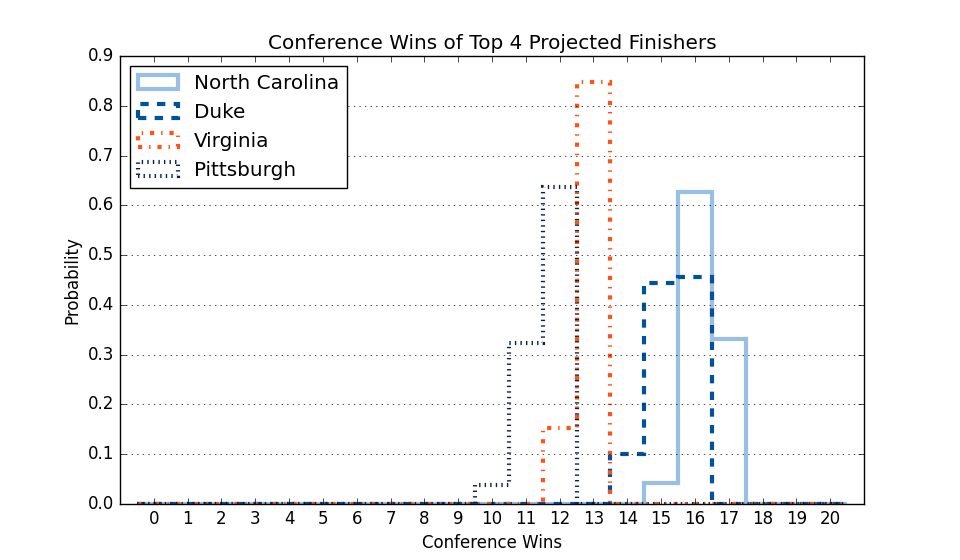 Conference Wins of Top 4 Projected Finishers
North Carolina
Duke
Virginia
Pittsburgh
0.9
0.8
0.7
0.6
0.5
0.4
0.3
0.2
0.1
0.0
Probability
0 1 2 3 4 5 6 7 8 9 10 11 12 13 14 15 16 17 18 19 20
Conference Wins